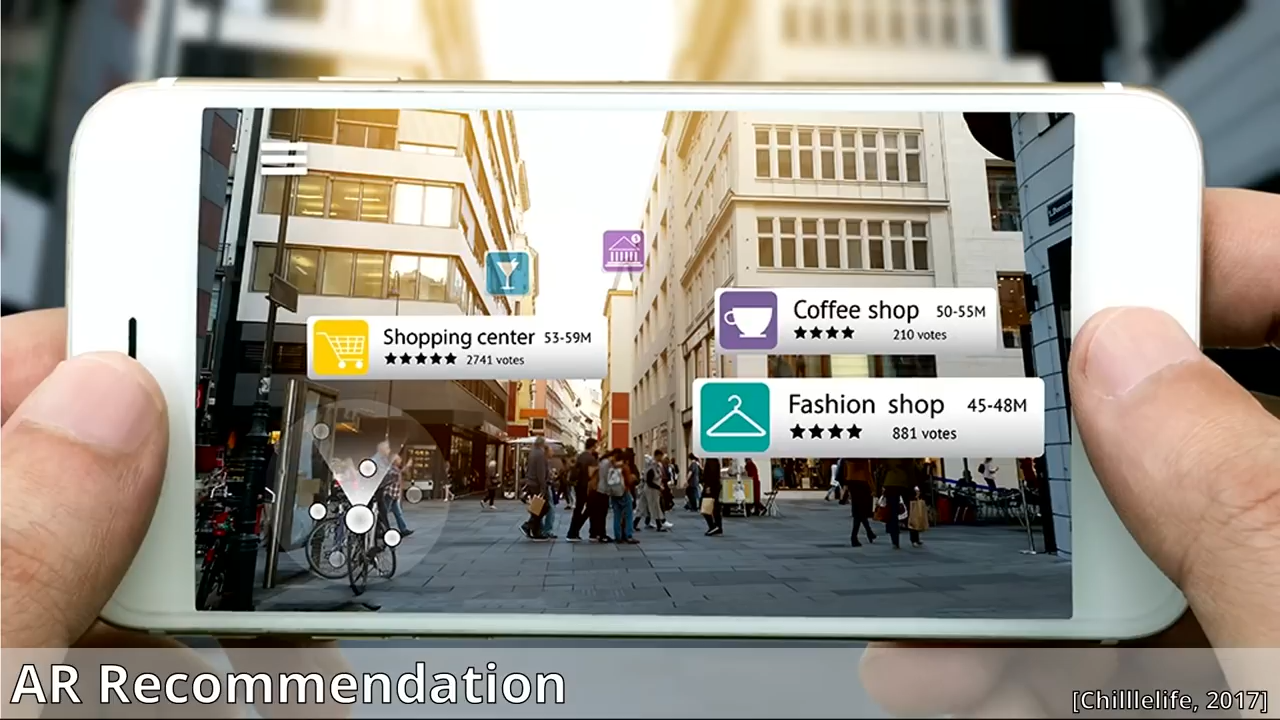 Shopping center 53-59M
★★★★★ 2741 votes
Coffee shop 50-55M
★★★★ 210 votes
Fashion shop 45-48M
★★★★ 881 votes
AR Recommendation
[Chilllelife, 2017]